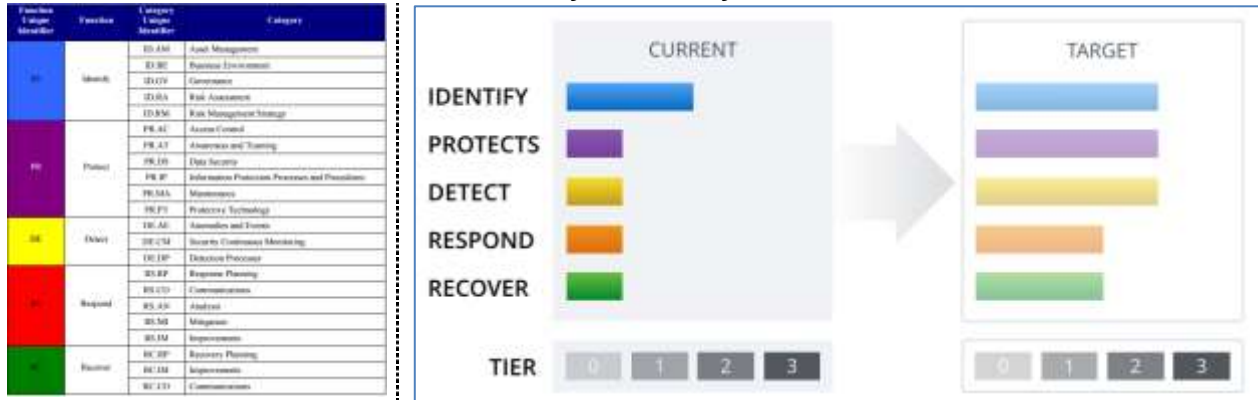 Function Unique Identifier
Function
Category Unique Identifier
Category
ID
Identify
ID.AM Asset Management
ID.BE Business Environment
ID.GV Governance
ID.RA Risk Assessment
ID.RM Risk Management Strategy
PR
Protect
PR.AC Access Control
PR.AT Awareness and Training
PR.DS Data Security
PR.IP Information Protection Processes and Procedures
PR.MA Maintenance
PR.PT Protective Technology
DE
Detect
DE.AE Anomalies and Events
DE.CM Security Continuous Monitoring
DE.DP Detection Processes
Respond
RS.RP Response Planning
RS.CO Communications
RS.AN Analysis
RS.MI Mitigation
RS.IM Improvements
Recover
RC.RP Recovery Planning
RC.IM Improvements
RC.CO Communications
CURRENT
TARGET
IDENTIFY
PROTECTS
DETECT
RESPOND
RECOVER
TIER 0 1 2 3 0 1 2 3